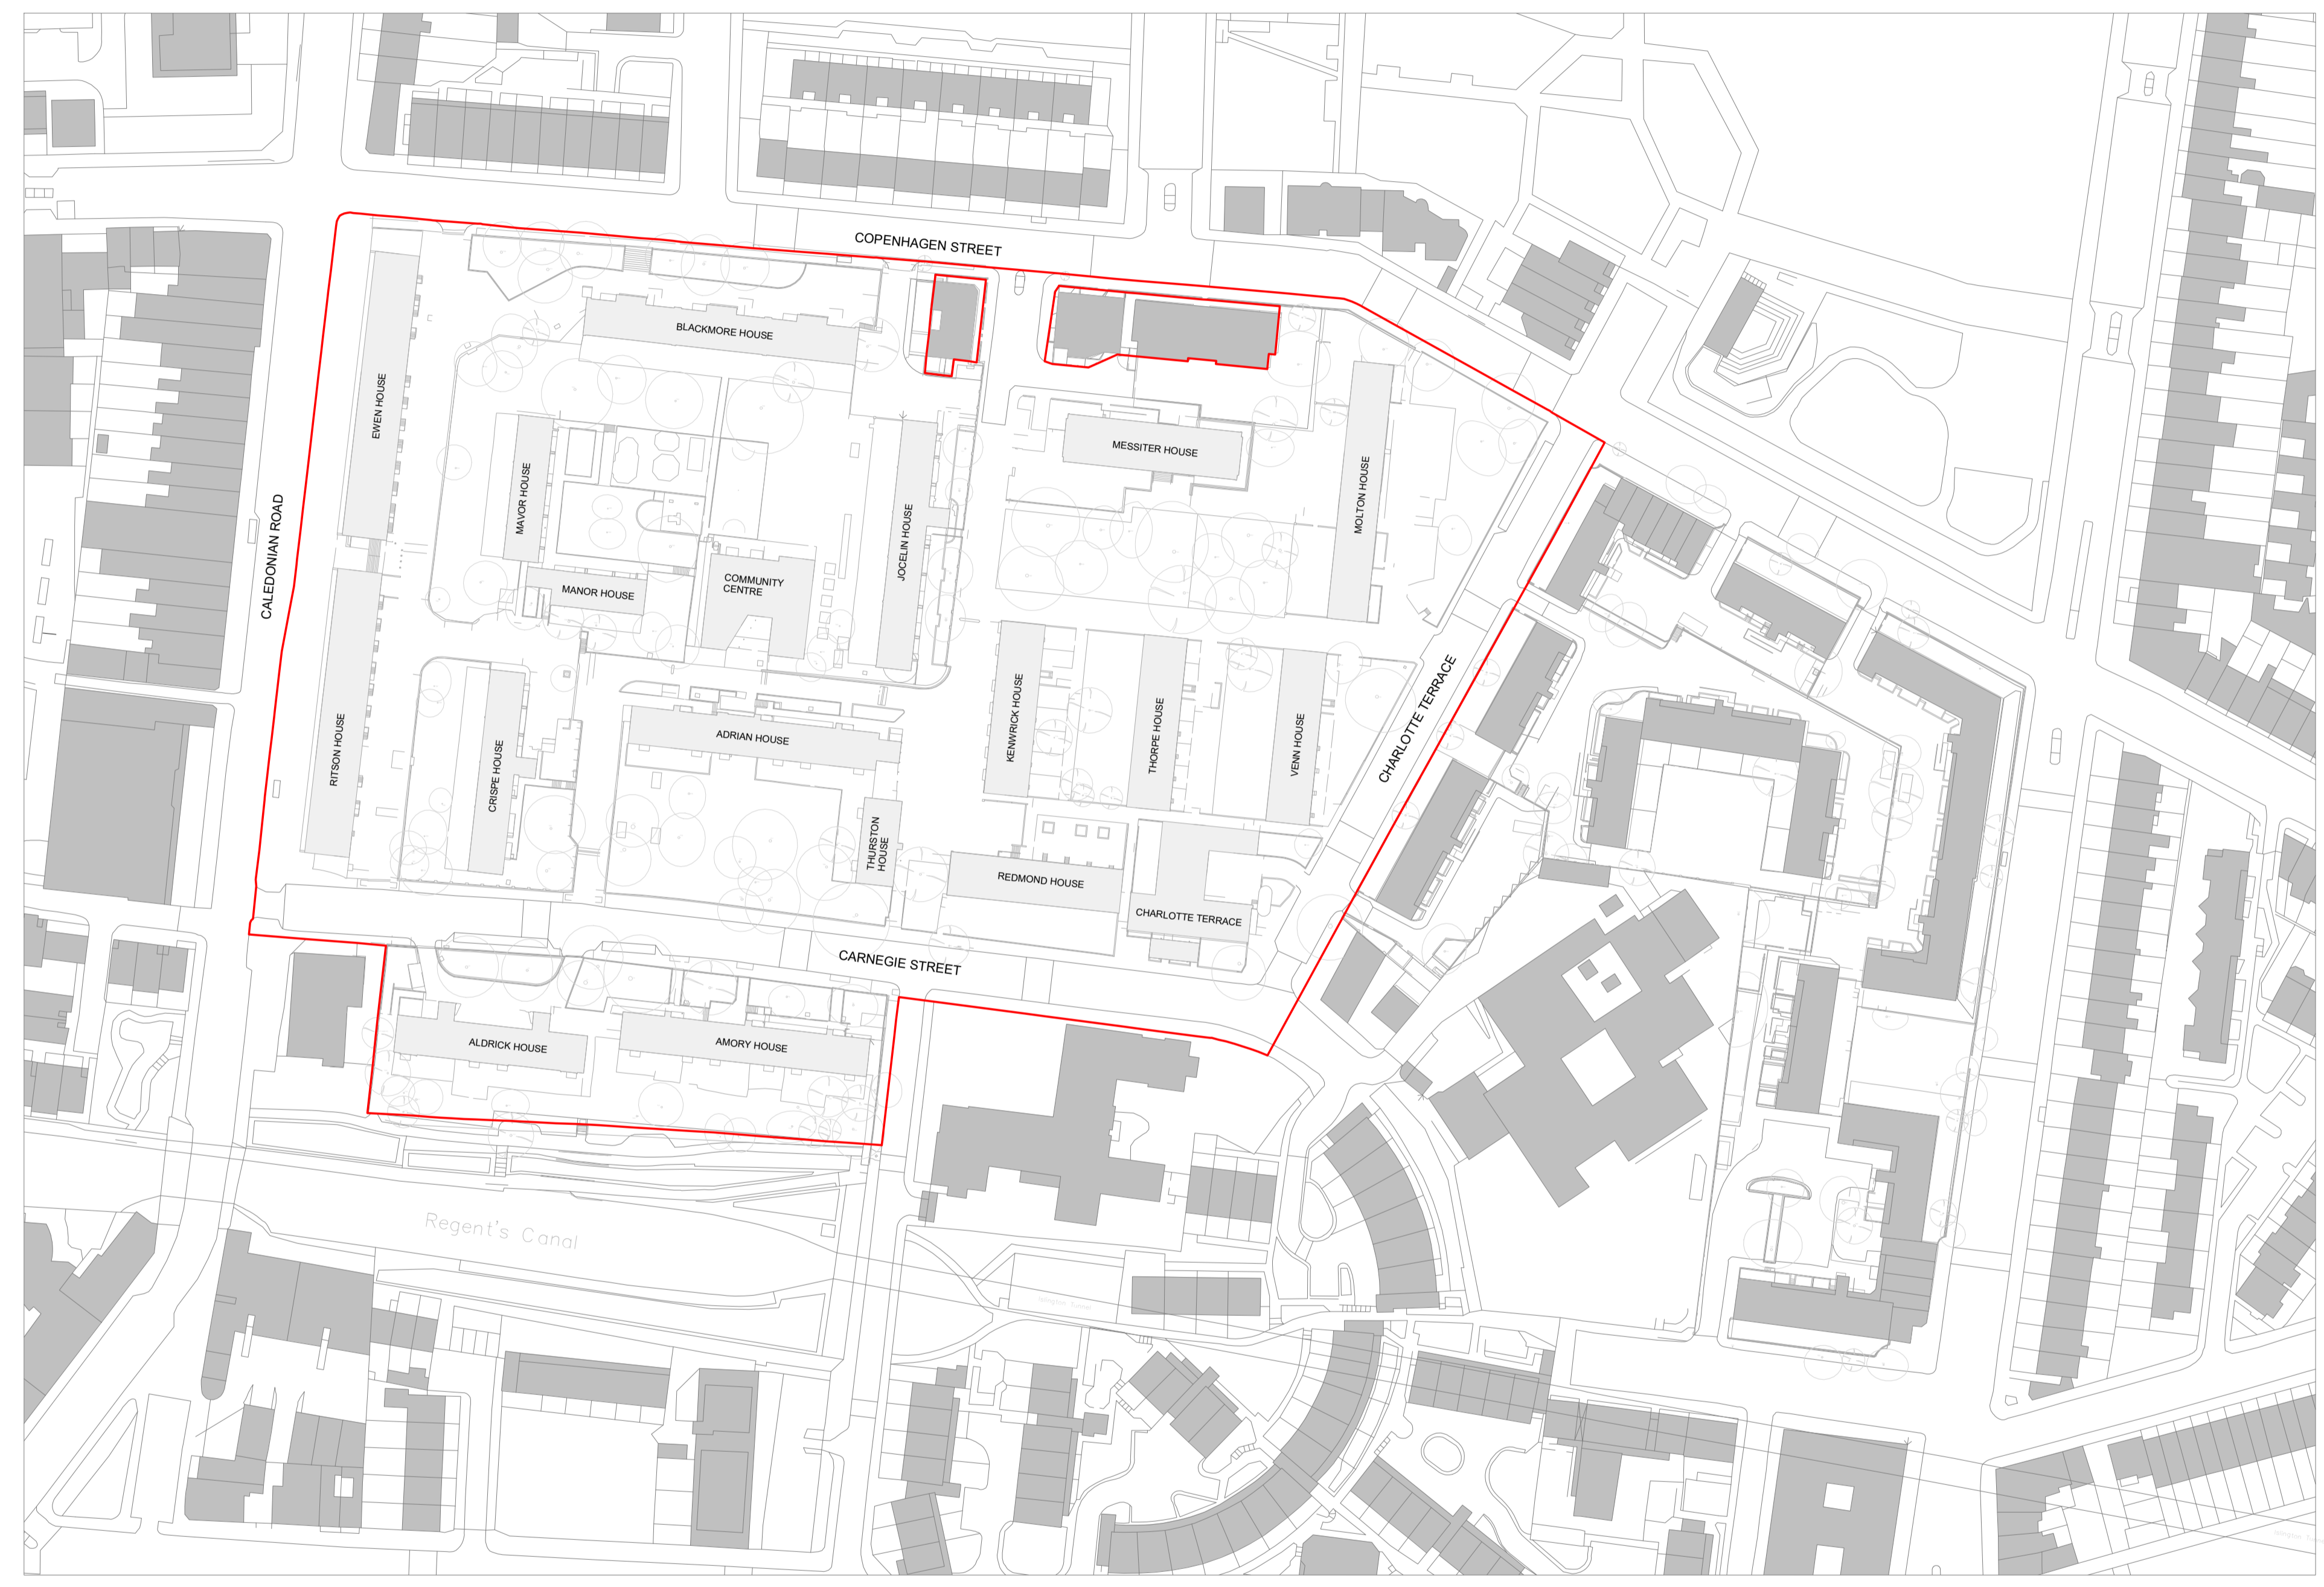 COPENHAGEN STREET
BLACKMORE HOUSE
EWEN HOUSE
MESSITER HOUSE
MAVOR HOUSE
MOLTON HOUSE
JOCELIN HOUSE
CALEDONIAN ROAD
COMMUNITY
CENTRE
MANOR HOUSE
KENWRICK HOUSE
THORPE HOUSE
VENN HOUSE
CHARLOTTE TERRACE
RITSON HOUSE
CRISPE HOUSE
ADRIAN HOUSE
THURSTON
HOUSE
REDMOND HOUSE
CHARLOTTE TERRACE
CARNEGIE STREET
ALDRICK HOUSE
AMORY HOUSE
Regent's Canal
Islington Tunnel